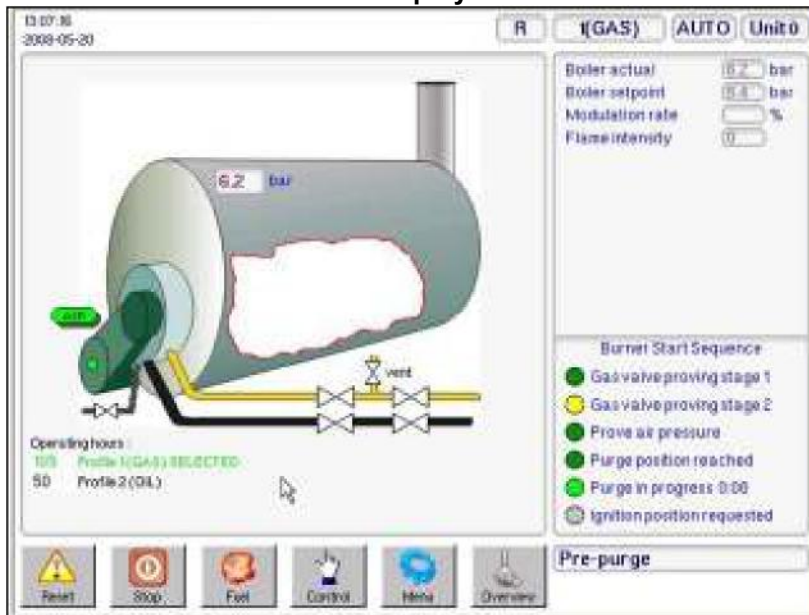 13:07:16
2008-05-20
R
1(GAS)
AUTO
Unit 0
Boiler actual 6.2 bar
Boiler setpoint 8.4 bar
Modulation rate %
Flame intensity 0
6.2 bar
vent
Operating hours :
Profile 1 (GAS) SELECTED
50 Profile 2 (OIL)
Burner Start Sequence
Gas valve proving stage 1
Gas valve proving stage 2
Prove air pressure
Purge position reached
Purge in progress 0:08
Ignition position requested
Pre-purge
Reset
Stop
Fuel
Control
Menu
Overview